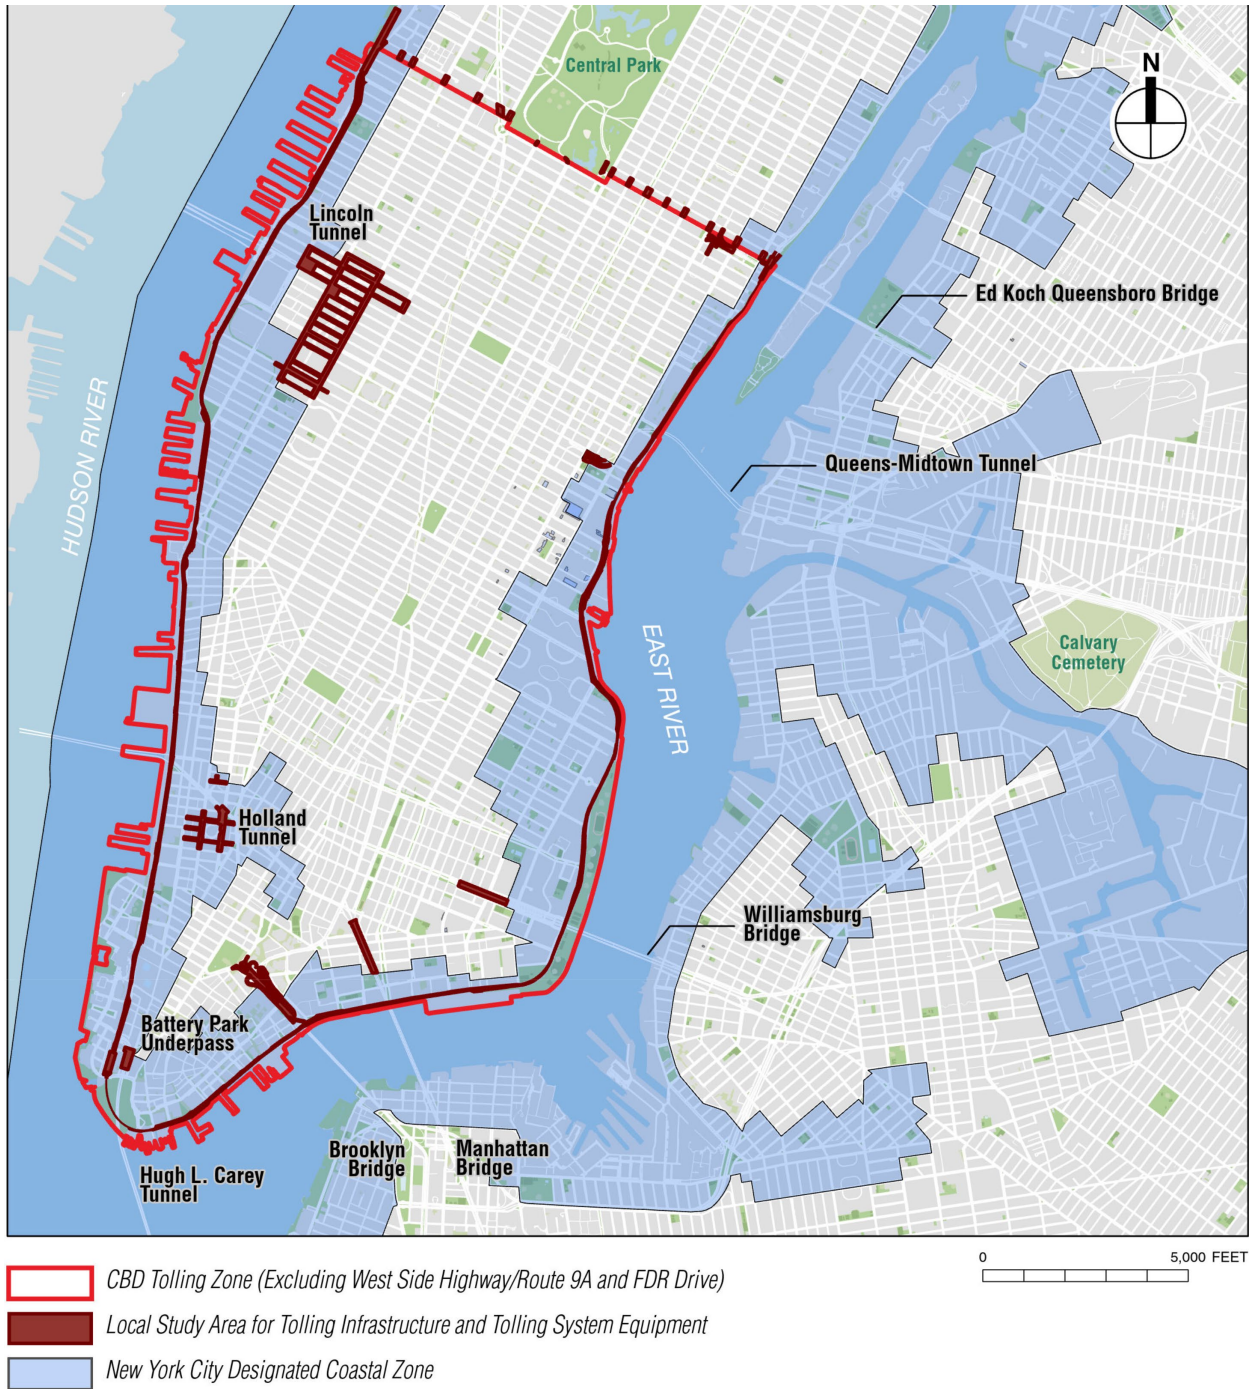 Central Park
N
Lincoln
Tunnel
Ed Koch Queensboro Bridge
HUDSON RIVER
Queens-Midtown Tunnel
EAST RIVER
Calvary
Cemetery
Holland
Tunnel
Williamsburg
Bridge
Battery Park
Underpass
Brooklyn
Bridge
Manhattan
Bridge
Hugh L. Carey
Tunnel
0 5,000 FEET
CBD Tolling Zone (Excluding West Side Highway/Route 9A and FDR Drive)
Local Study Area for Tolling Infrastructure and Tolling System Equipment
New York City Designated Coastal Zone